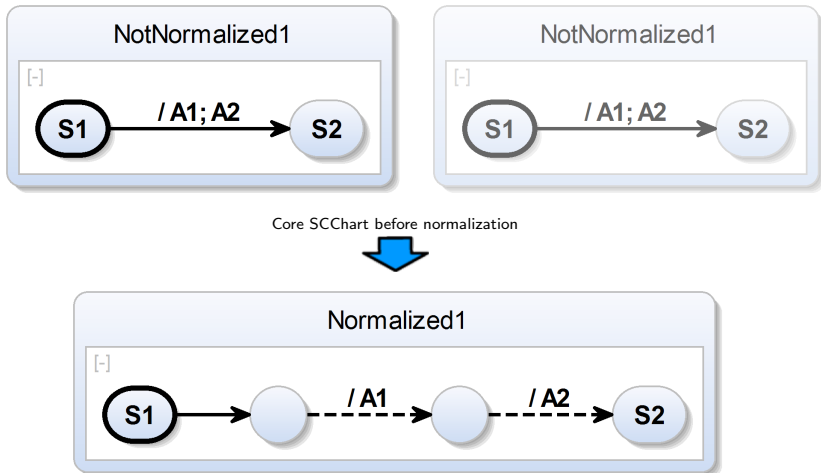 NotNormalized1
[-]
S1
/ A1; A2
S2
NotNormalized1
[-]
S1
/ A1; A2
S2
Core SCChart before normalization
Normalized1
[-]
S1
/ A1
/ A2
S2